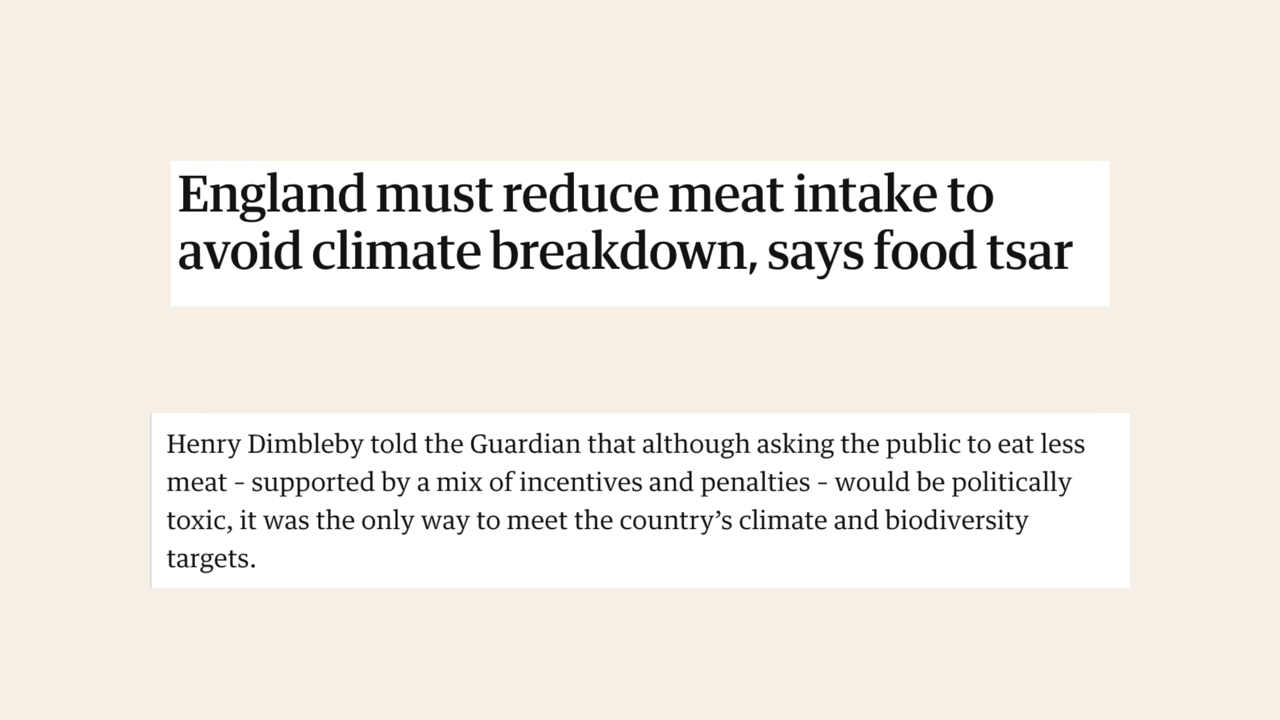 England must reduce meat intake to
avoid climate breakdown, says food tsar
Henry Dimbleby told the Guardian that although asking the public to eat less
meat – supported by a mix of incentives and penalties – would be politically
toxic, it was the only way to meet the country’s climate and biodiversity
targets.